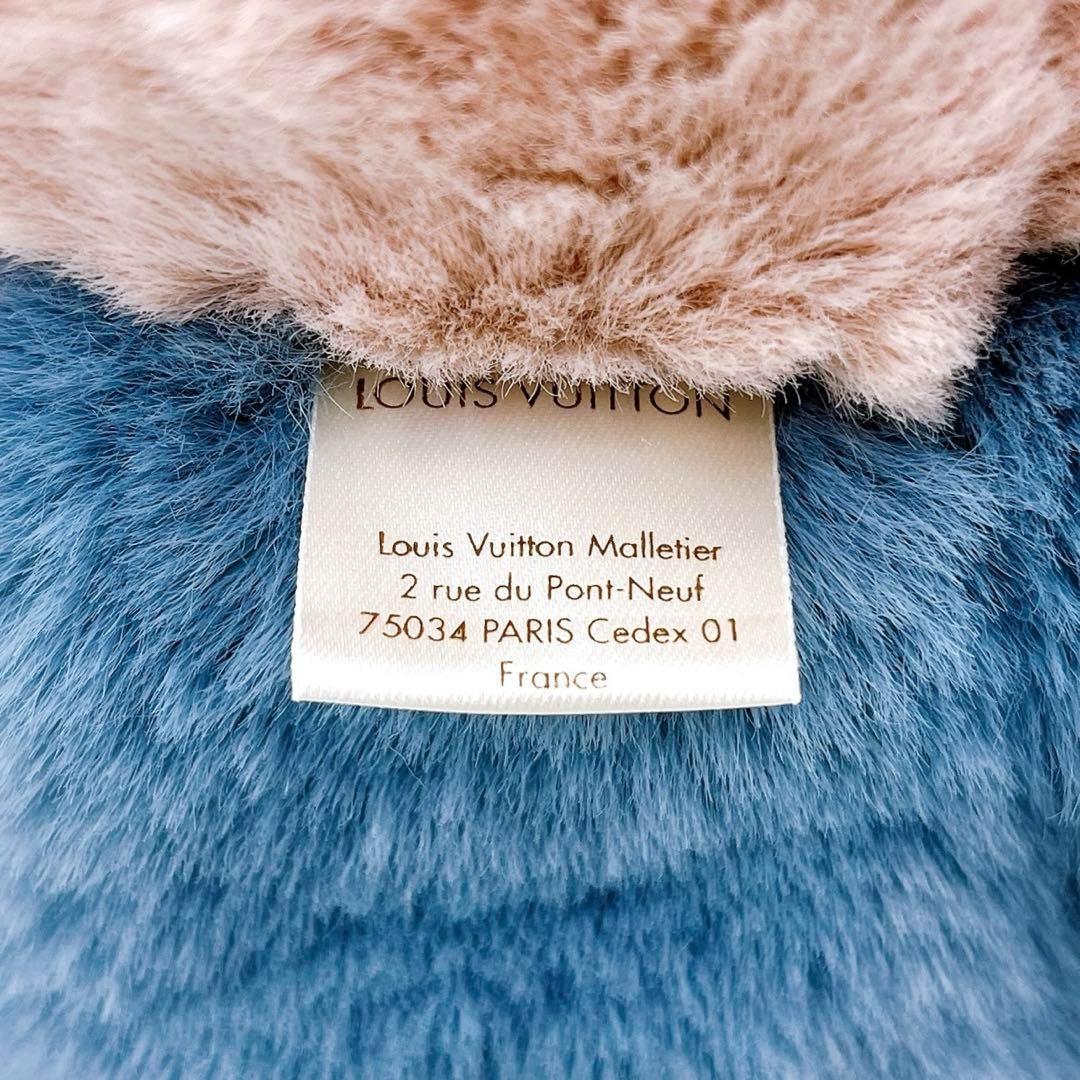 LOUIS VUITTON
Louis Vuitton Malletier
2 rue du Pont-Neuf
75034 PARIS Cedex 01
France